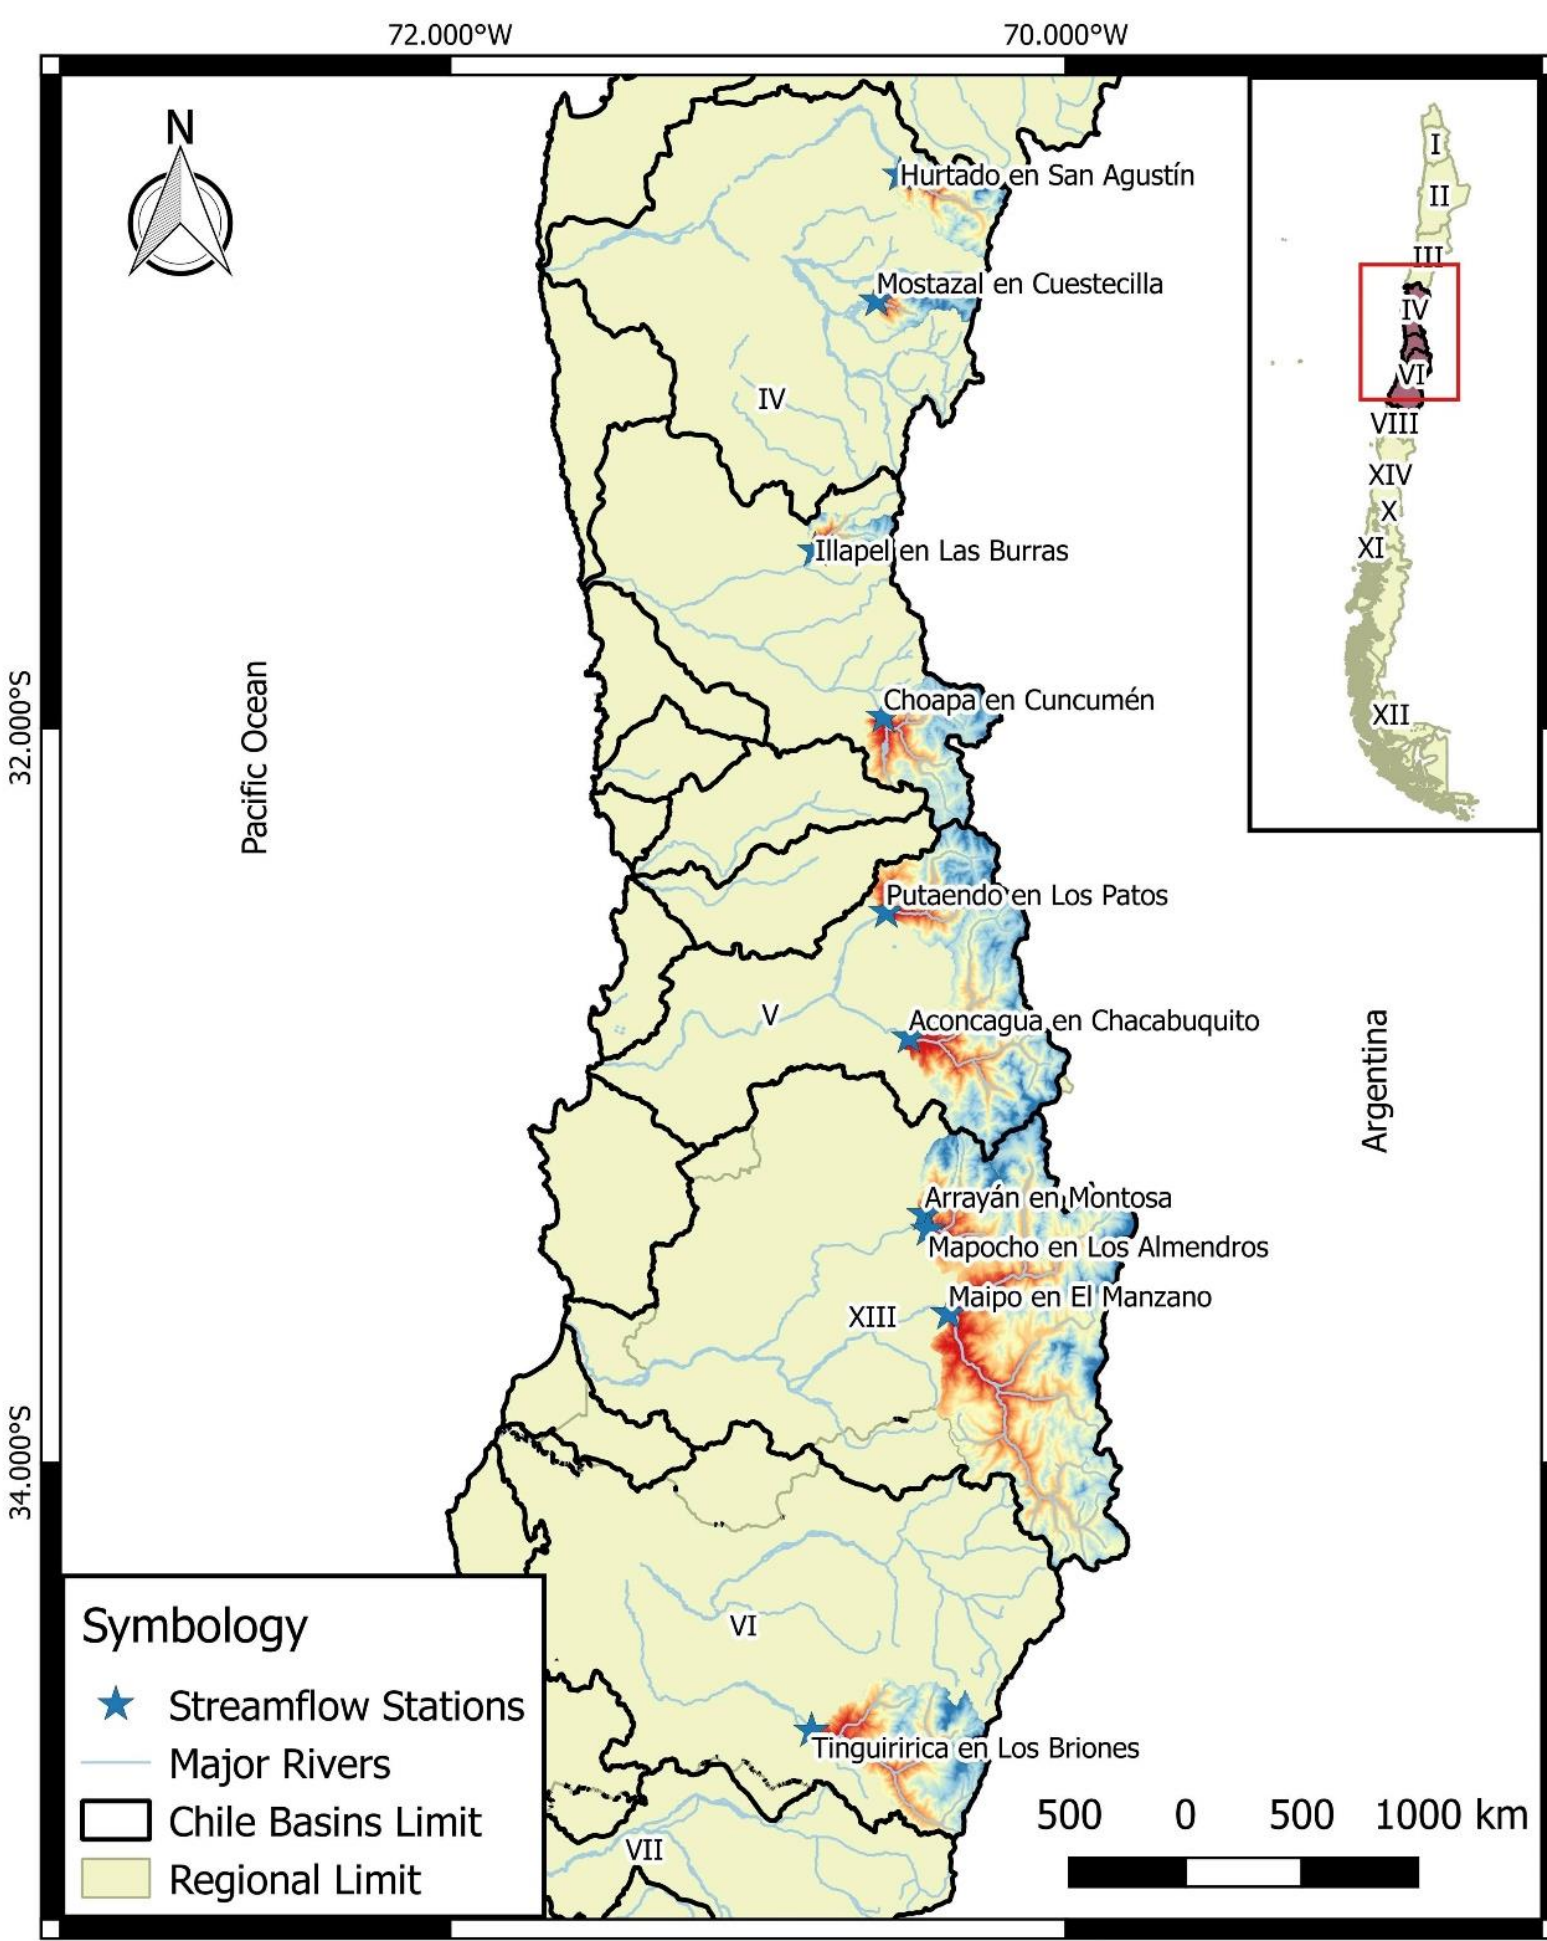 72.000°W 70.000°W
N
I
II
III
IV
VI
VIII
XIV
X
XI
XII
Hurtado en San Agustín
Mostazal en Cuestecilla
IV
Illapel en Las Burras
Choapa en Cuncumén
32.000°S
Pacific Ocean
Putaendo en Los Patos
V
Aconcagua en Chacabuquito
Argentina
Arrayán en Montosa
Mapocho en Los Almendros
Maipo en El Manzano
XIII
34.000°S
VI
Tinguiririca en Los Briones
VII
Symbology
Streamflow Stations
Major Rivers
Chile Basins Limit
Regional Limit
500 0 500 1000 km